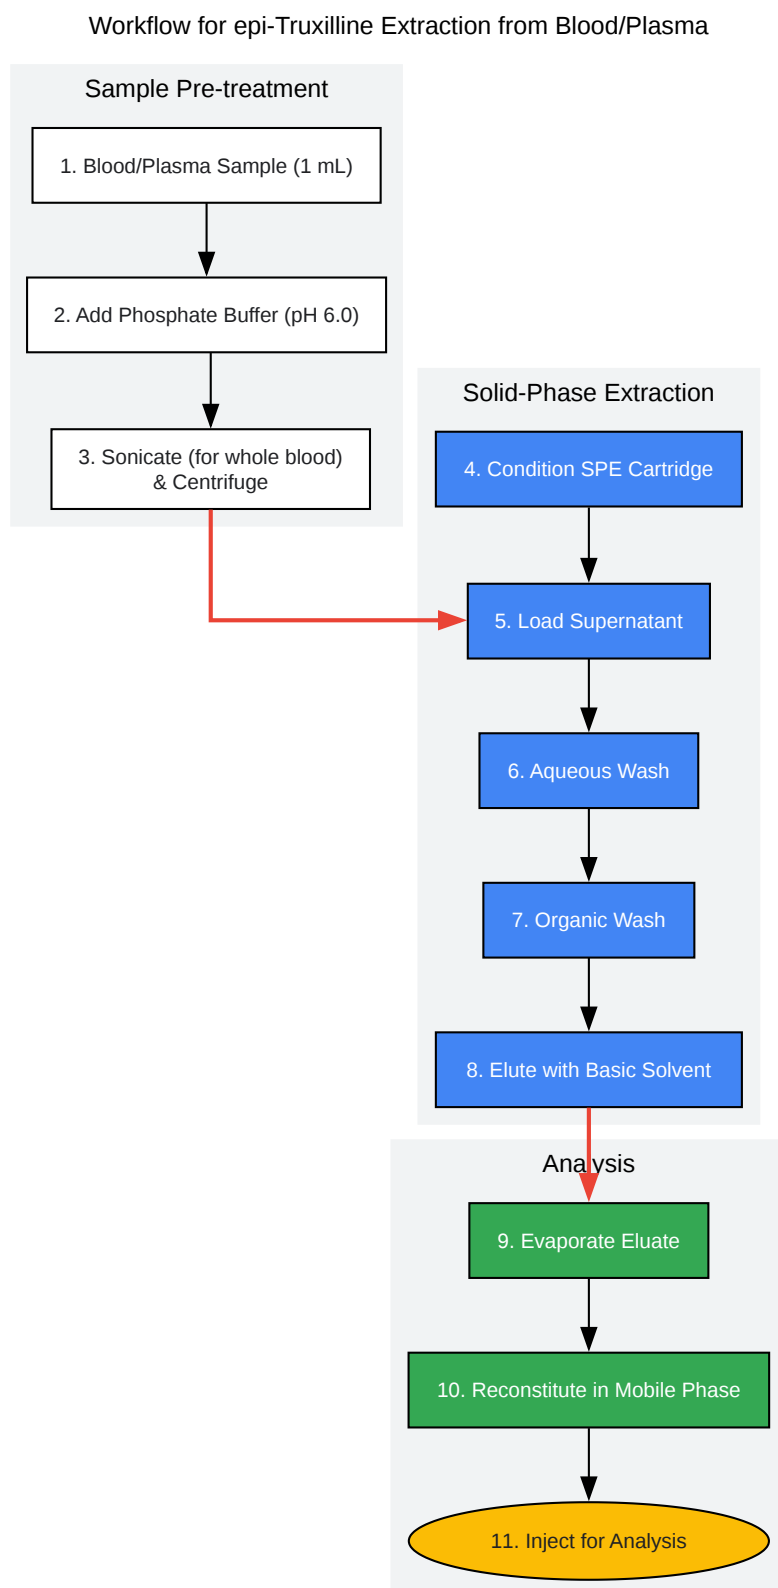 Workflow for epi-Truxilline Extraction from Blood/Plasma
Sample Pre-treatment
1. Blood/Plasma Sample (1 mL)
2. Add Phosphate Buffer (pH 6.0)
3. Sonicate (for whole blood)
& Centrifuge
Solid-Phase Extraction
4. Condition SPE Cartridge
5. Load Supernatant
6. Aqueous Wash
7. Organic Wash
8. Elute with Basic Solvent
Analysis
9. Evaporate Eluate
10. Reconstitute in Mobile Phase
11. Inject for Analysis